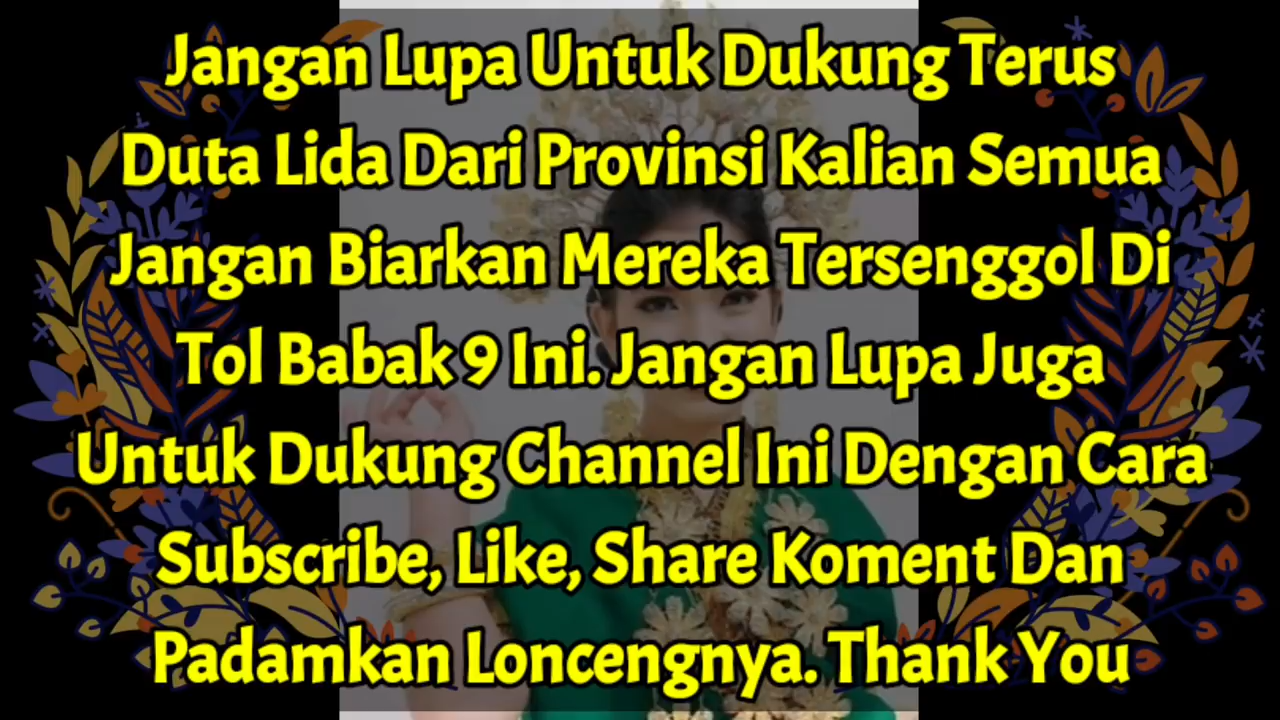 Jangan Lupa Untuk Dukung Terus
Duta Lida Dari Provinsi Kalian Semua
Jangan Biarkan Mereka Tersenggol Di
Tol Babak 9 Ini. Jangan Lupa Juga
Untuk Dukung Channel Ini Dengan Cara
Subscribe, Like, Share Koment Dan
Padamkan Loncengnya. Thank You